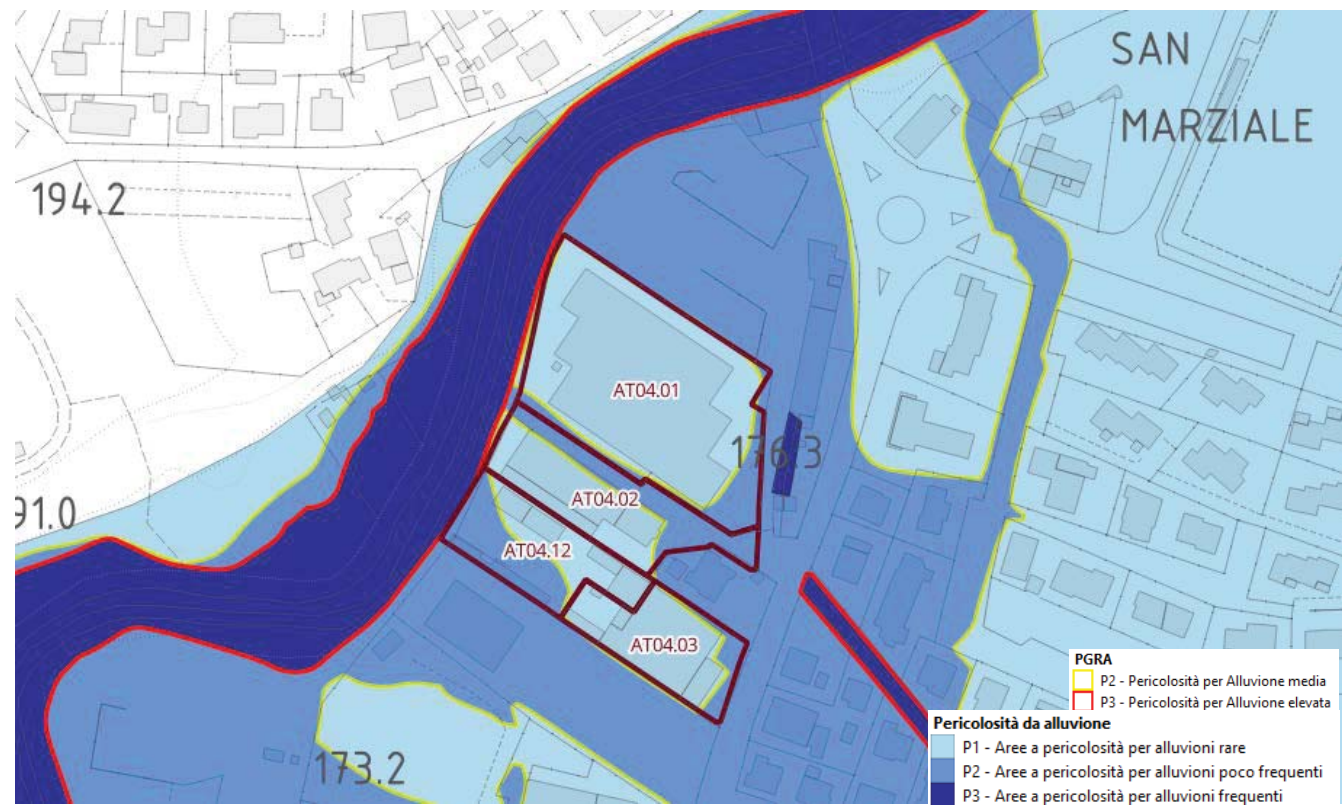 SAN
MARZIALE
194.2
AT04.01
176.3
AT04.02
91.0
AT04.12
AT04.03
173.2
PGRA
P2 - Pericolosità per Alluvione media
P3 - Pericolosità per Alluvione elevata
Pericolosità da alluvione
P1 - Aree a pericolosità per alluvioni rare
P2 - Aree a pericolosità per alluvioni poco frequenti
P3 - Aree a pericolosità per alluvioni frequenti